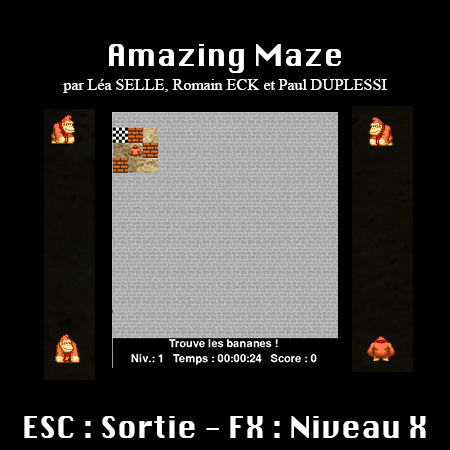 Amazing Maze
par Léa SELLE, Romain ECK et Paul DUPLESSI
Trouve les bananes !
Niv.: 1 Temps : 00:00:24 Score : 0
ESC : Sortie - FX : Niveau X